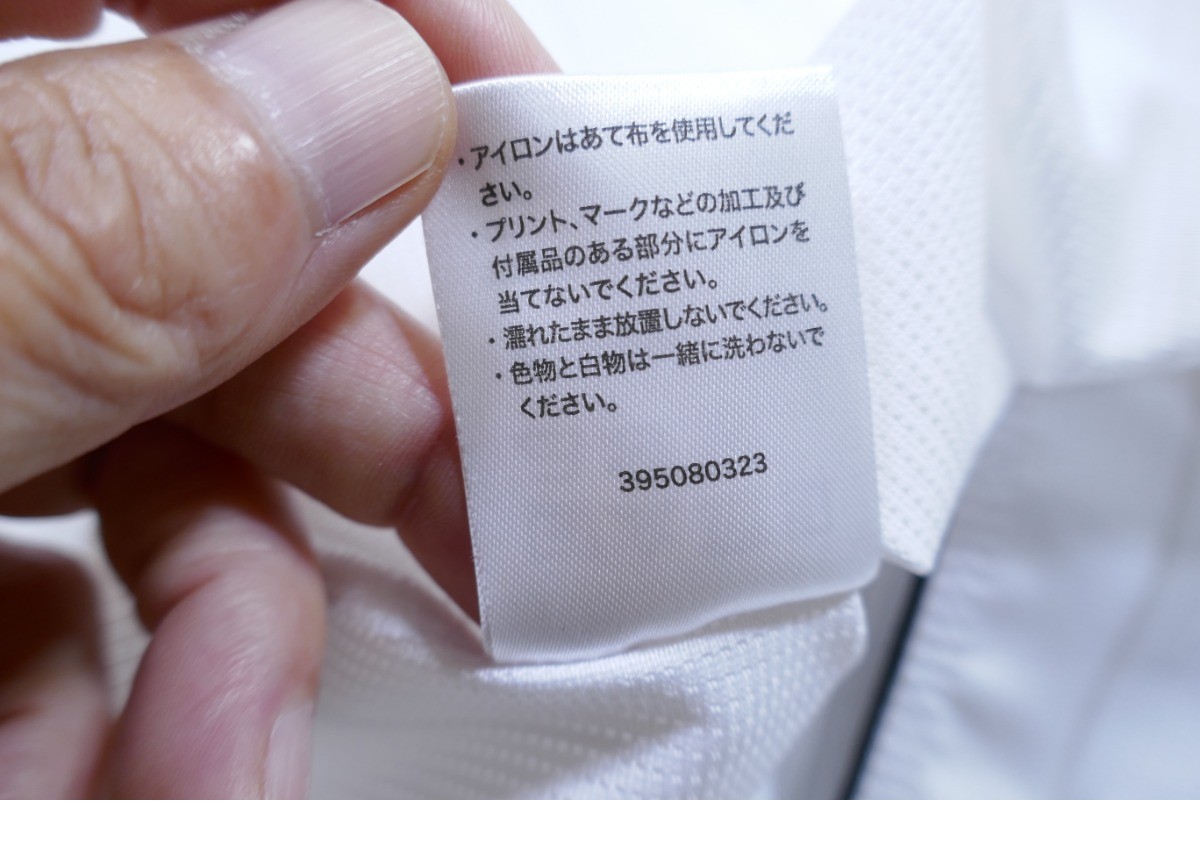 ・アイロンはあて布を使用してくだ
さい。
・プリント、マークなどの加工及び
付属品のある部分にアイロンを
当てないでください。
・濡れたまま放置しないでください。
・色物と白物は一緒に洗わないで
ください。
395080323